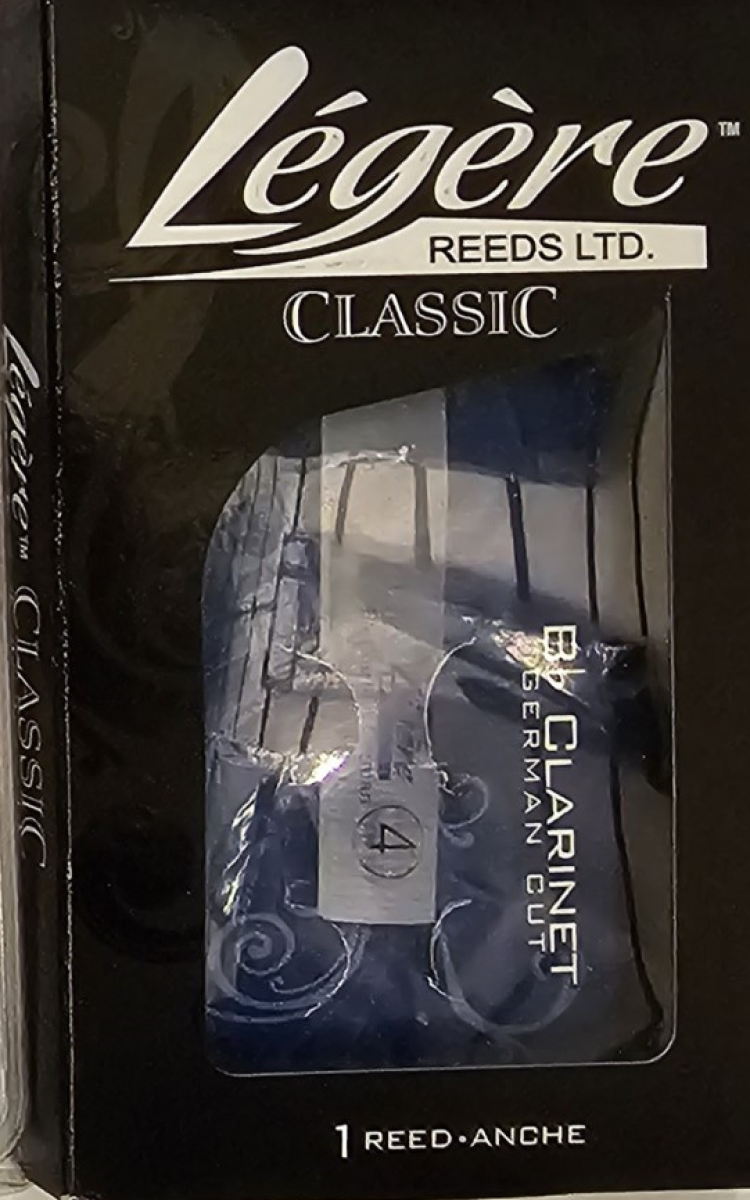 Légère™
REEDS LTD.
CLASSIC
Légère™ CLASSIC
B♭ CLARINET
GERMAN CUT
4
1 REED·ANCHE